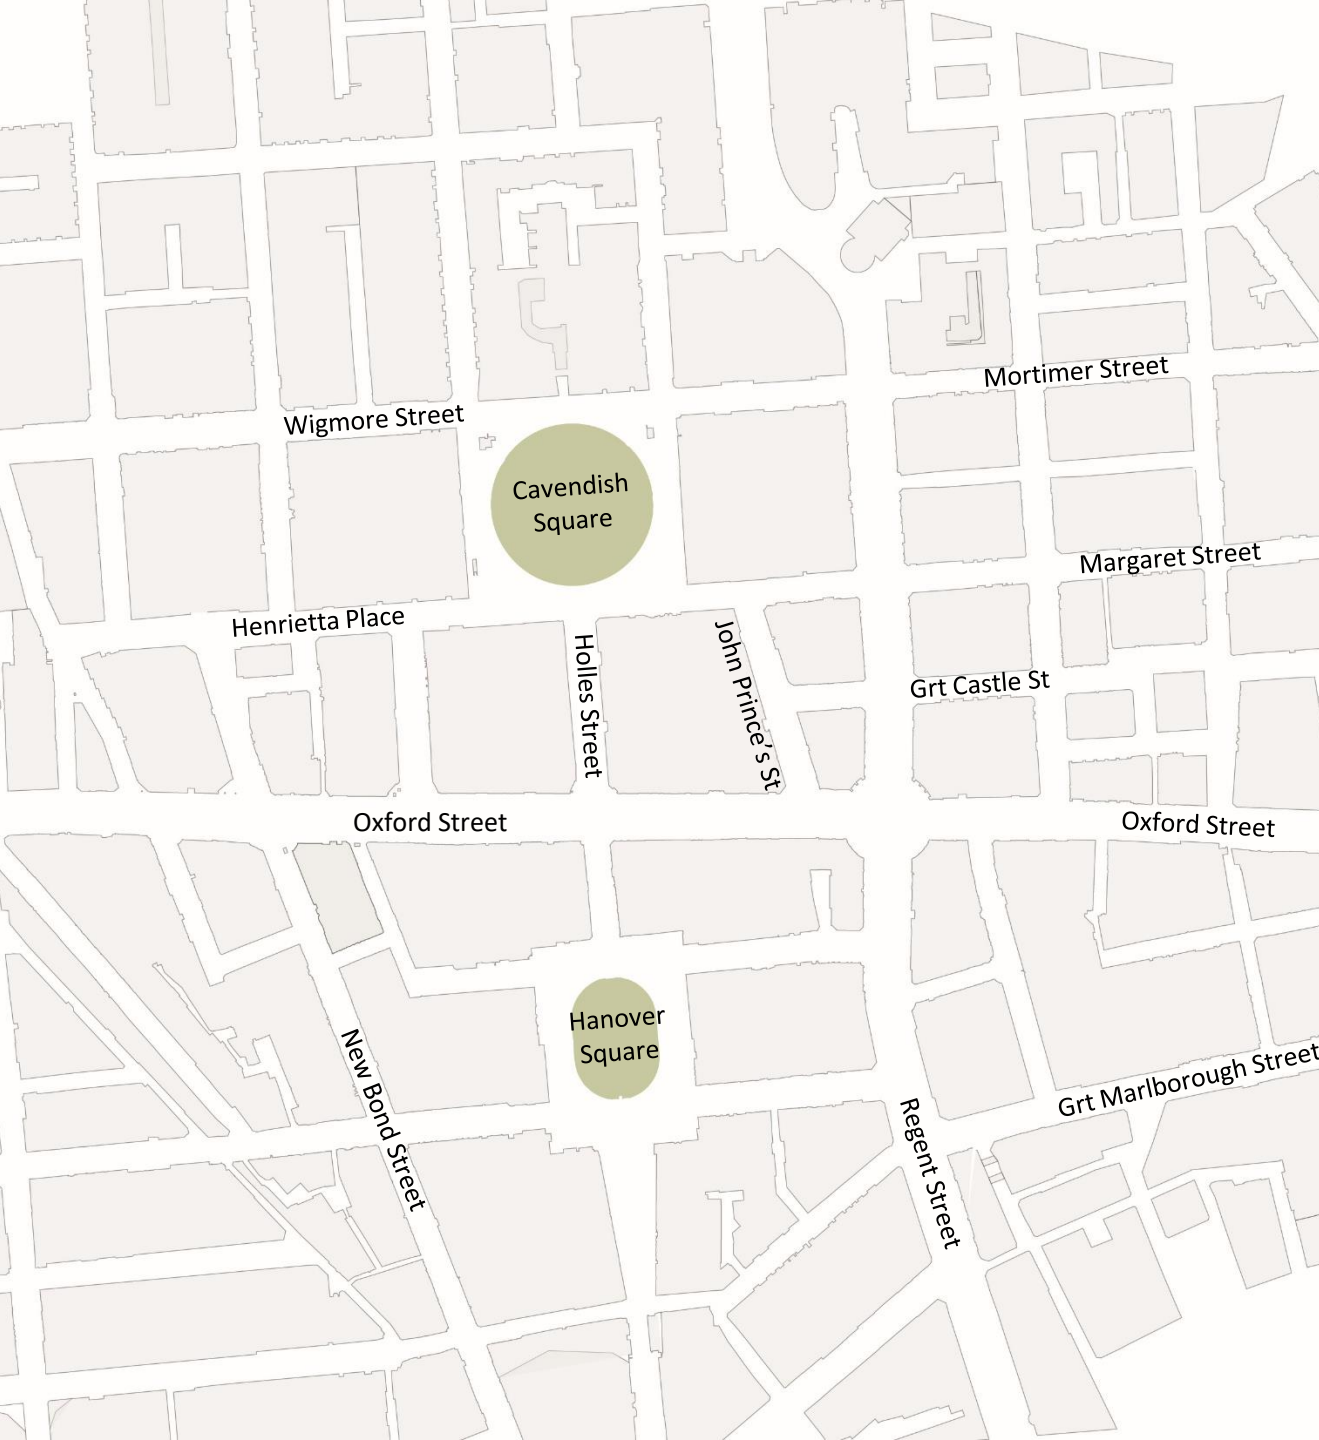 Mortimer Street
Wigmore Street
Cavendish
Square
Margaret Street
Henrietta Place
Holles Street
John Prince's St
Grt Castle St
Oxford Street
Oxford Street
Hanover
Square
New Bond Street
Regent Street
Grt Marlborough Street